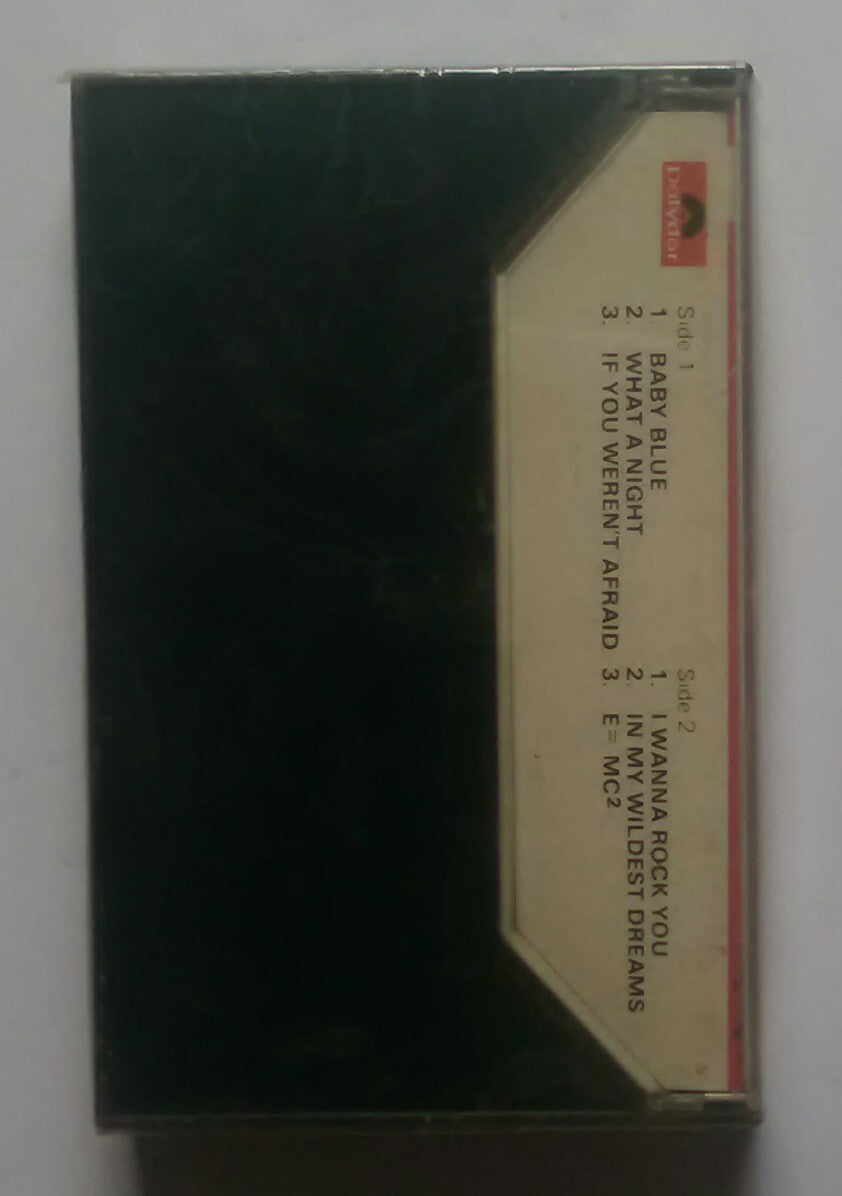 polydor
Side 1
1. BABY BLUE
2. WHAT A NIGHT
3. IF YOU WEREN'T AFRAID
Side 2
1. I WANNA ROCK YOU
2. IN MY WILDEST DREAMS
3. E = MC²